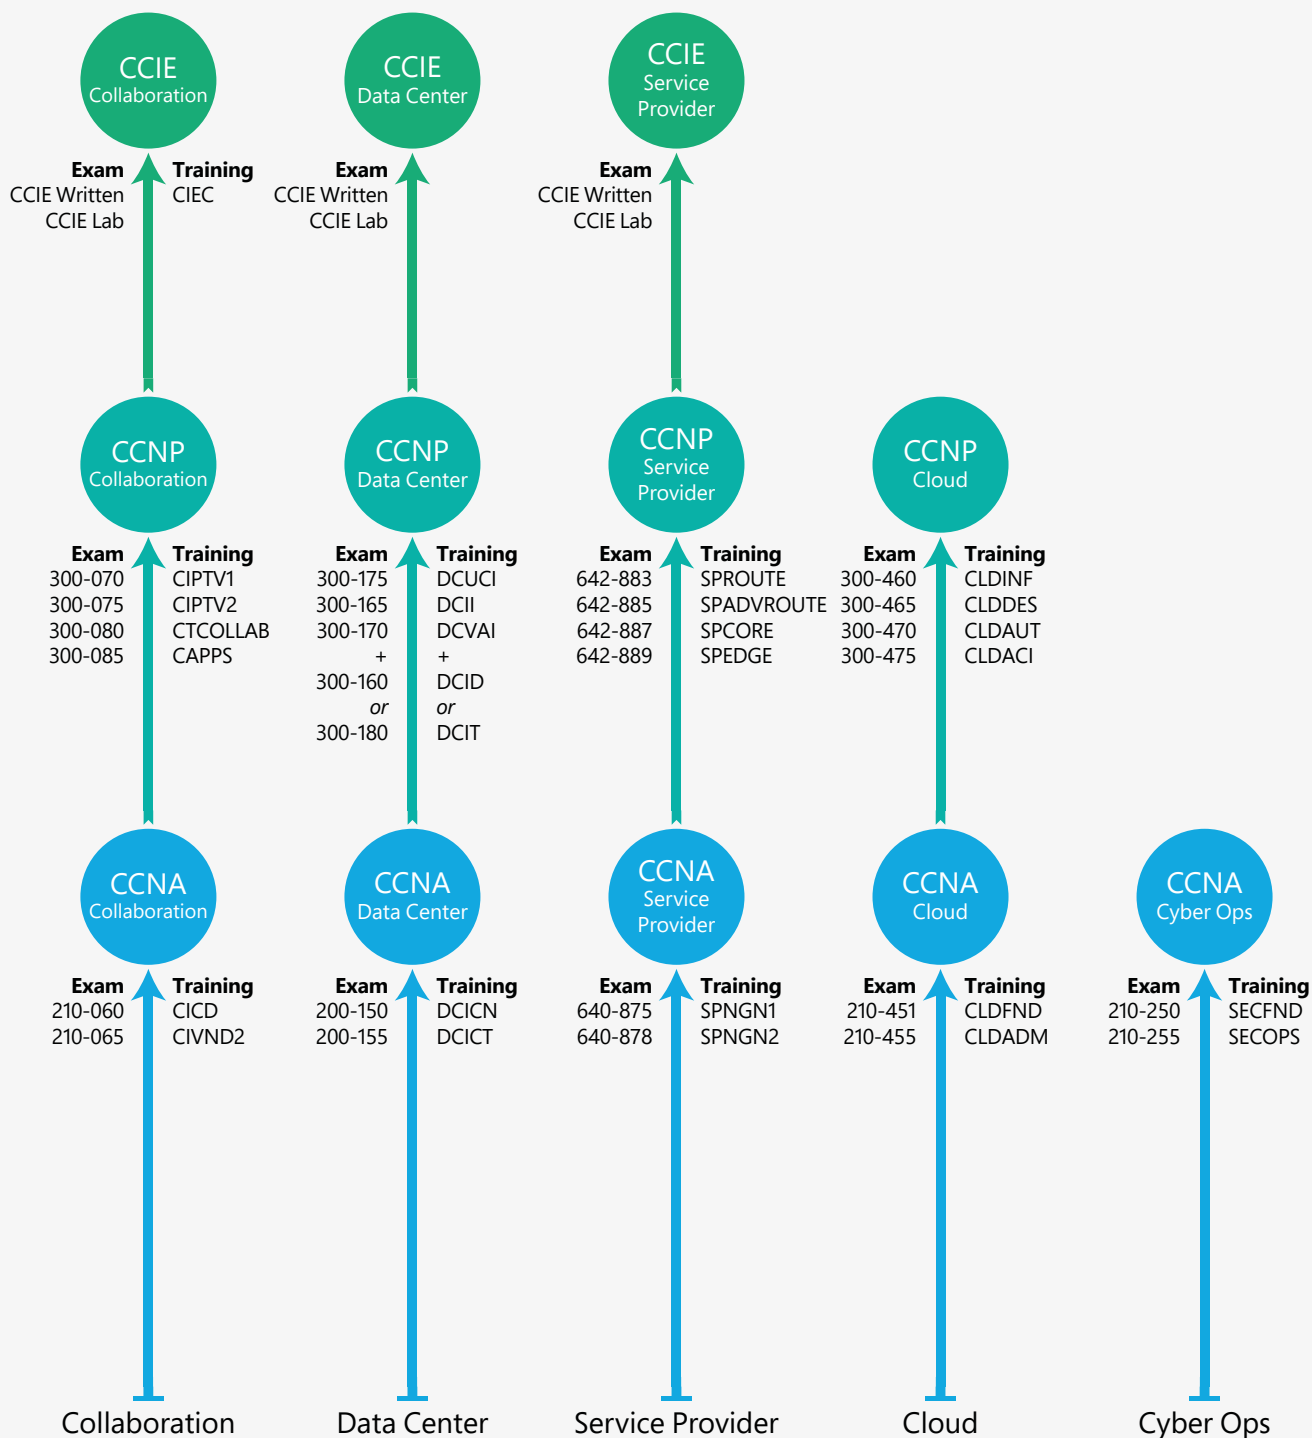 CCIE
Collaboration
CCIE
Data Center
CCIE
Service
Provider
Exam Training
CCIE Written CIEC
CCIE Lab
Exam
CCIE Written
CCIE Lab
Exam
CCIE Written
CCIE Lab
CCNP
Collaboration
CCNP
Data Center
CCNP
Service
Provider
CCNP
Cloud
Exam Training
300-070 CIPTV1
300-075 CIPTV2
300-080 CTCOLLAB
300-085 CAPPS
Exam Training
300-175 DCUCI
300-165 DCII
300-170 DCVAI
+ +
300-160 DCID
or or
300-180 DCIT
Exam Training
642-883 SPROUTE
642-885 SPADVROUTE
642-887 SPCORE
642-889 SPEDGE
Exam Training
300-460 CLDINF
300-465 CLDDES
300-470 CLDAUT
300-475 CLDACI
CCNA
Collaboration
CCNA
Data Center
CCNA
Service
Provider
CCNA
Cloud
CCNA
Cyber Ops
Exam Training
210-060 CICD
210-065 CIVND2
Exam Training
200-150 DCICN
200-155 DCICT
Exam Training
640-875 SPNGN1
640-878 SPNGN2
Exam Training
210-451 CLDFND
210-455 CLDADM
Exam Training
210-250 SECFND
210-255 SECOPS
Collaboration
Data Center
Service Provider
Cloud
Cyber Ops